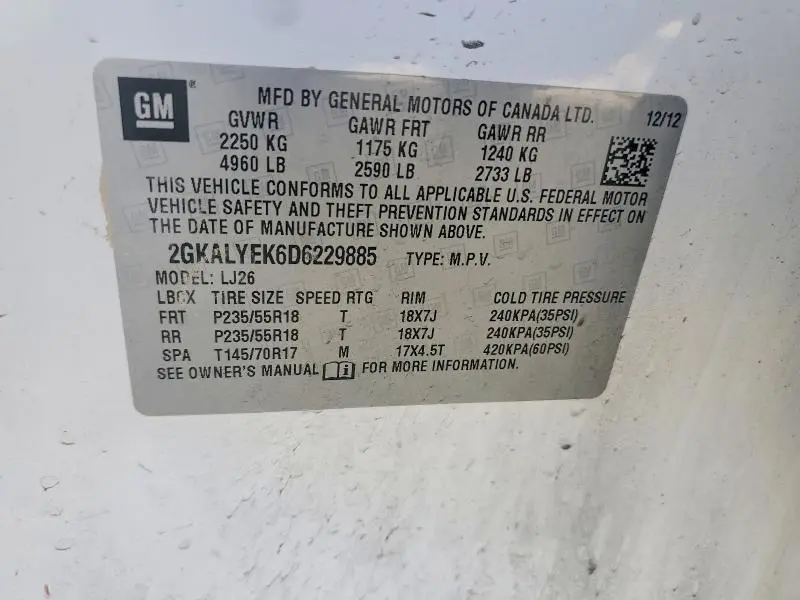 GM®
MFD BY GENERAL MOTORS OF CANADA LTD. 12/12
GVWR GAWR FRT GAWR RR
2250 KG 1175 KG 1240 KG
4960 LB 2590 LB 2733 LB
THIS VEHICLE CONFORMS TO ALL APPLICABLE U.S. FEDERAL MOTOR
VEHICLE SAFETY AND THEFT PREVENTION STANDARDS IN EFFECT ON
THE DATE OF MANUFACTURE SHOWN ABOVE.
2GKALYEK6D6229885 TYPE: M.P.V.
MODEL: LJ26
LBCX TIRE SIZE SPEED RTG RIM COLD TIRE PRESSURE
FRT P235/55R18 T 18X7J 240KPA(35PSI)
RR P235/55R18 T 18X7J 240KPA(35PSI)
SPA T145/70R17 M 17X4.5T 420KPA(60PSI)
SEE OWNER'S MANUAL FOR MORE INFORMATION.